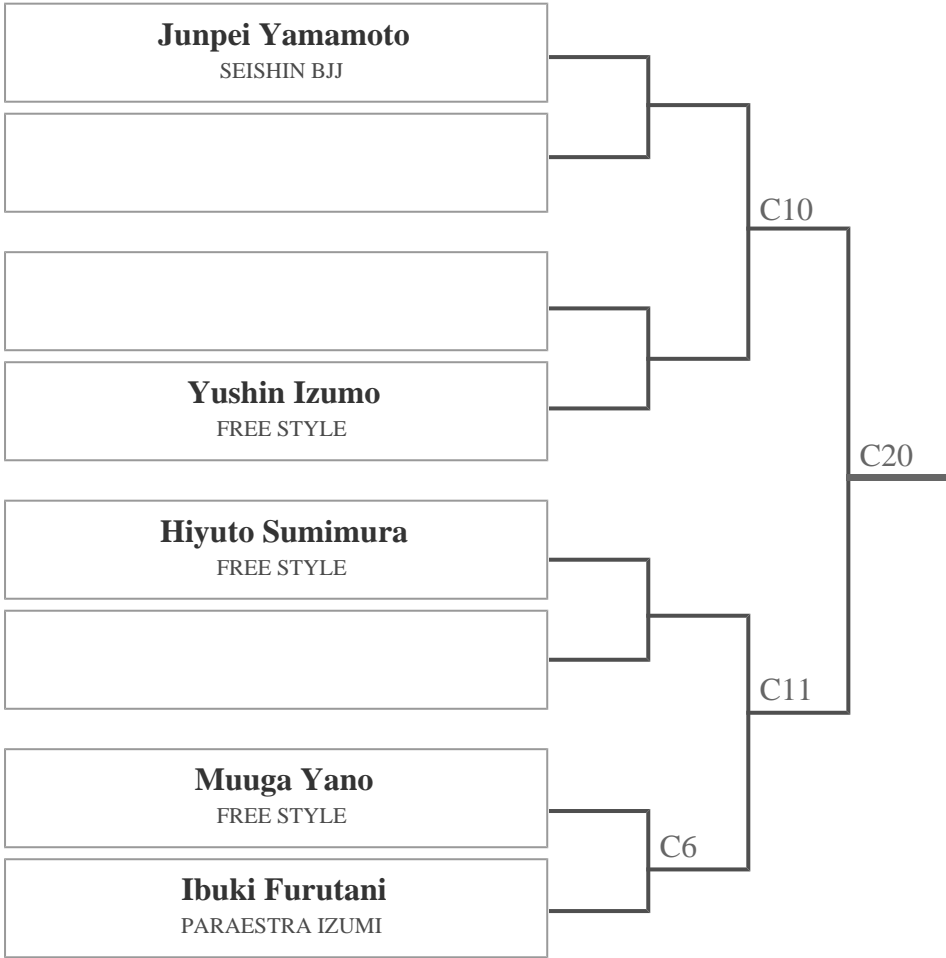 Junpei Yamamoto
SEISHIN BJJ
C10
Yushin Izumo
FREE STYLE
C20
Hiyuto Sumimura
FREE STYLE
C11
Muuga Yano
FREE STYLE
C6
Ibuki Furutani
PARAESTRA IZUMI